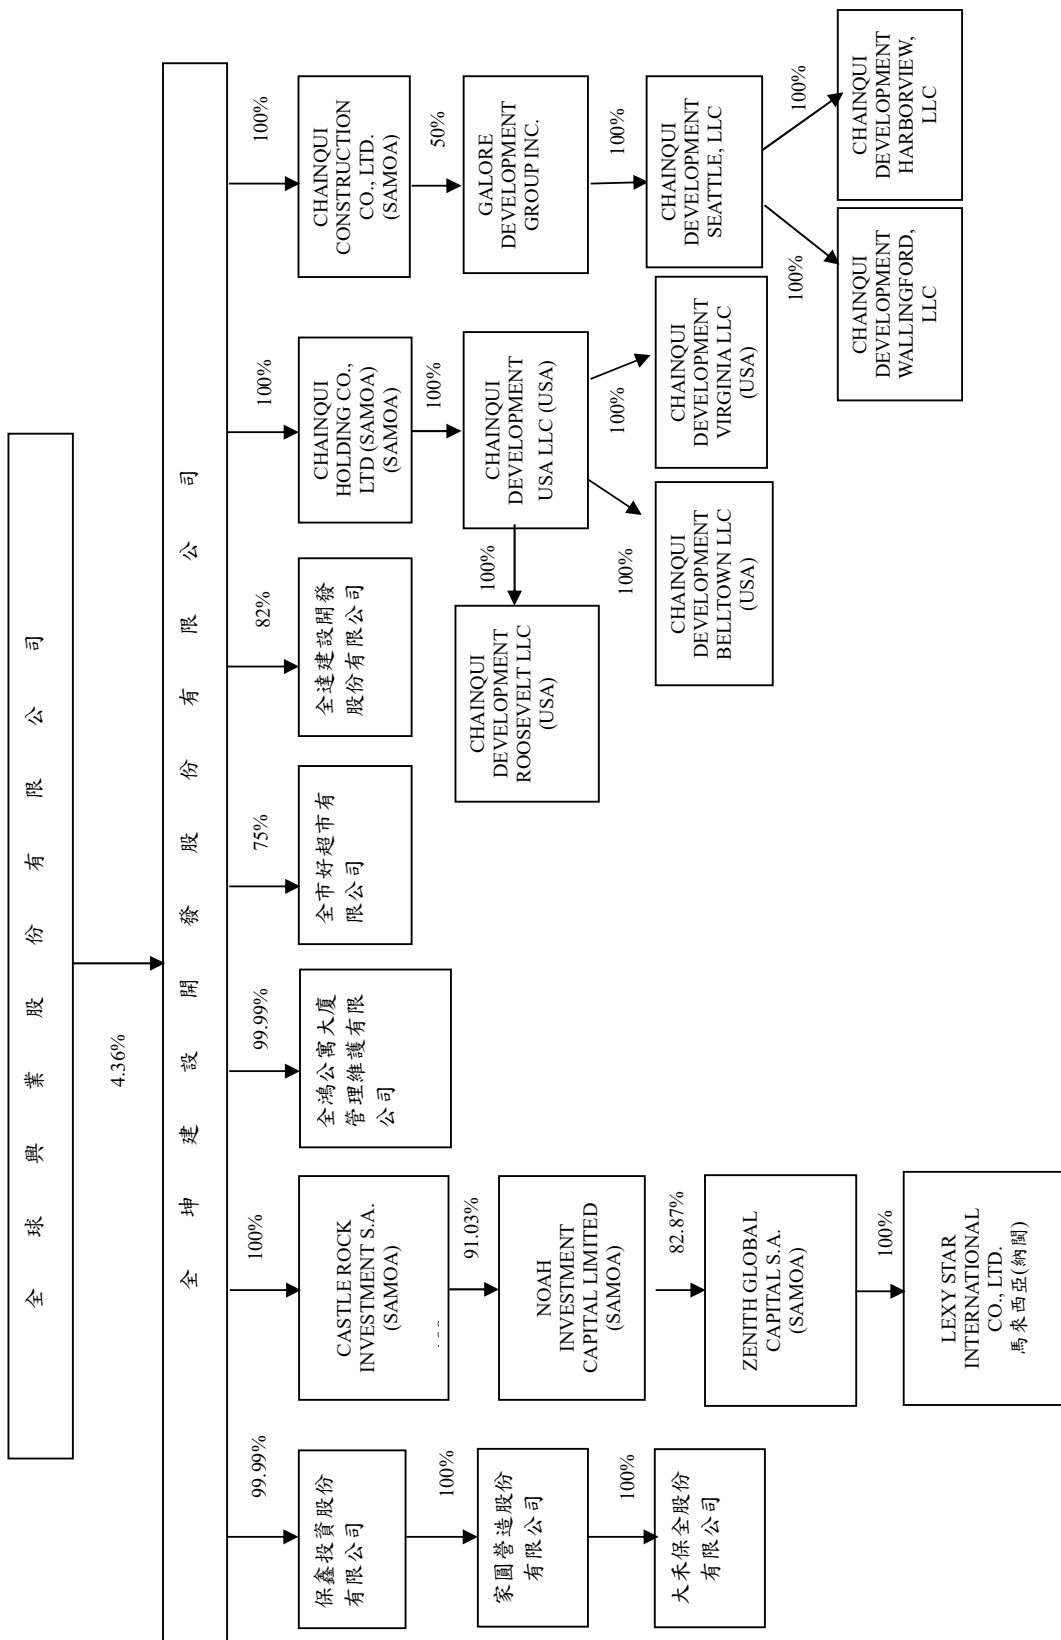 全球興業股份有限公司
4.36%
全坤建設開發股份有限公司
99.99%
保鑫投資股份
有限公司
100%
家圓營造股份
有限公司
100%
大禾保全股份
有限公司
100%
CASTLE ROCK
INVESTMENT S.A.
(SAMOA)
91.03%
NOAH
INVESTMENT
CAPITAL LIMITED
(SAMOA)
82.87%
ZENITH GLOBAL
CAPITAL S.A.
(SAMOA)
100%
LEXY STAR
INTERNATIONAL
CO., LTD.
馬來西亞(納閩)
99.99%
全鴻公寓大廈
管理維護有限
公司
75%
全市好超市有
限公司
82%
全達建設開發
股份有限公司
100%
CHAINQUI
HOLDING CO.,
LTD (SAMOA)
(SAMOA)
100%
CHAINQUI
DEVELOPMENT
USA LLC (USA)
100%
CHAINQUI
DEVELOPMENT
ROOSEVELT LLC
(USA)
100%
CHAINQUI
DEVELOPMENT
BELLTOWN LLC
(USA)
100%
CHAINQUI
DEVELOPMENT
VIRGINIA LLC
(USA)
100%
CHAINQUI
CONSTRUCTION
CO., LTD.
(SAMOA)
50%
GALORE
DEVELOPMENT
GROUP INC.
100%
CHAINQUI
DEVELOPMENT
SEATTLE, LLC
100%
CHAINQUI
DEVELOPMENT
WALLINGFORD,
LLC
100%
CHAINQUI
DEVELOPMENT
HARBORVIEW,
LLC